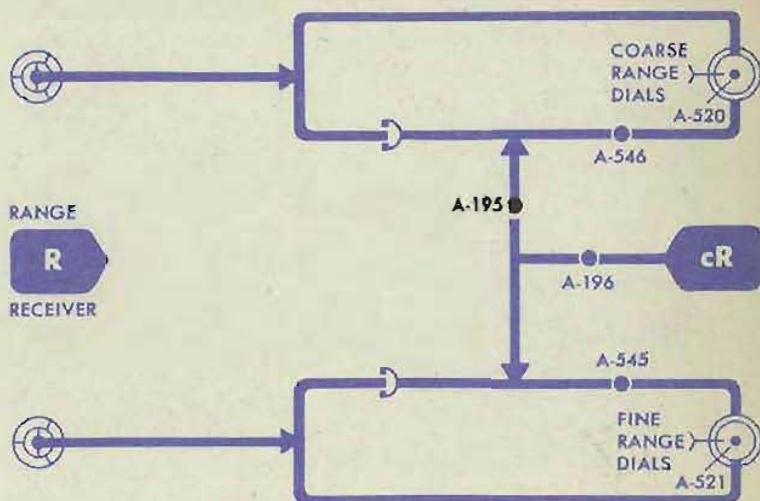 COARSE
RANGE
DIALS
A-520
A-546
A-195
RANGE
R
RECEIVER
A-196
cR
A-545
FINE
RANGE
DIALS
A-521